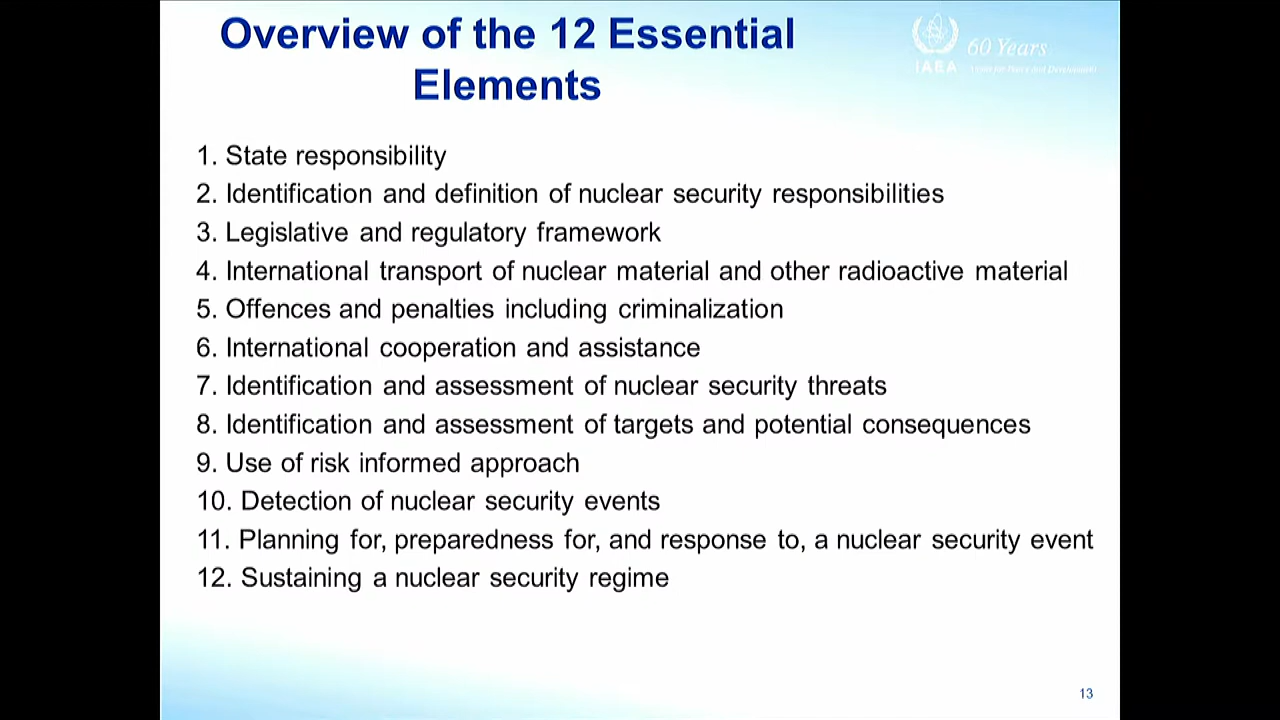 Overview of the 12 Essential
Elements
IAEA
60 Years
1. State responsibility
2. Identification and definition of nuclear security responsibilities
3. Legislative and regulatory framework
4. International transport of nuclear material and other radioactive material
5. Offences and penalties including criminalization
6. International cooperation and assistance
7. Identification and assessment of nuclear security threats
8. Identification and assessment of targets and potential consequences
9. Use of risk informed approach
10. Detection of nuclear security events
11. Planning for, preparedness for, and response to, a nuclear security event
12. Sustaining a nuclear security regime
13